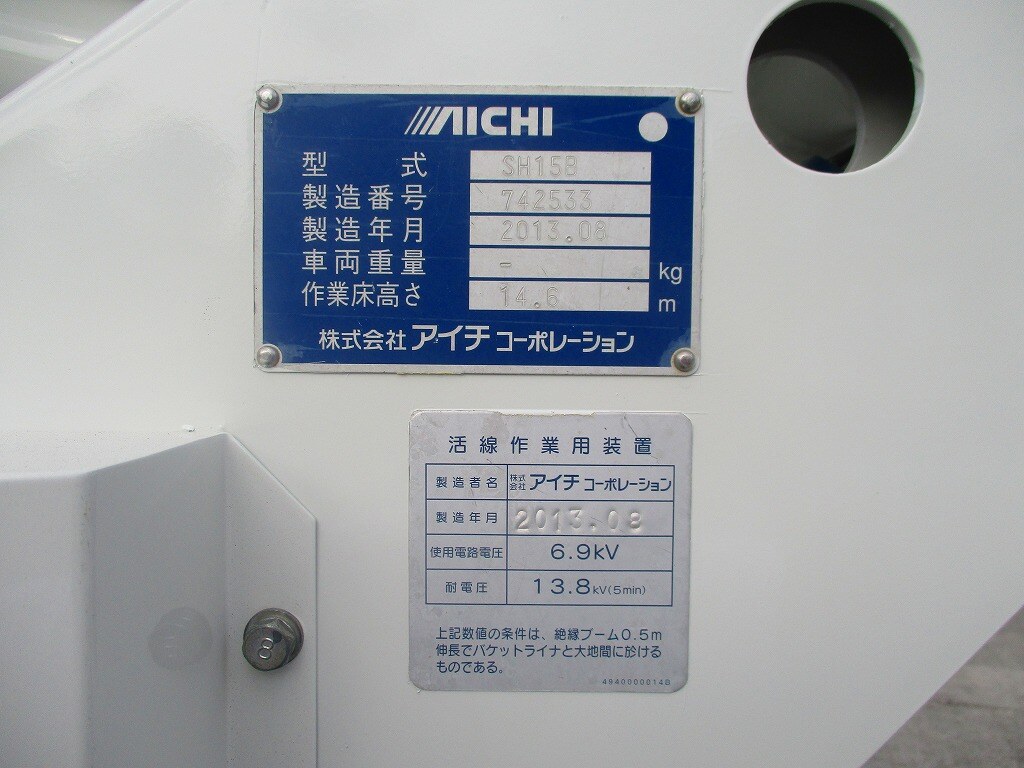 AICHI
型式 SH15B
製造番号 742533
製造年月 2013.08
車両重量 - kg
作業床高さ 14.6 m
株式会社 アイチ コーポレーション
活線作業用装置
製造者名 株式会社 アイチ コーポレーション
製造年月 2013.08
使用電路電圧 6.9kV
耐電圧 13.8kV(5min)
上記数値の条件は、絶縁ブーム0.5m
伸長でバケットライナと大地間に於ける
ものである。
4940000014B
8